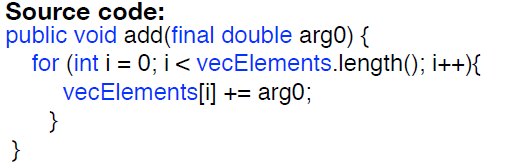 Source code:
public void add(final double arg0) {
for (int i = 0; i < vecElements.length(); i++){
vecElements[i] += arg0;
}
}